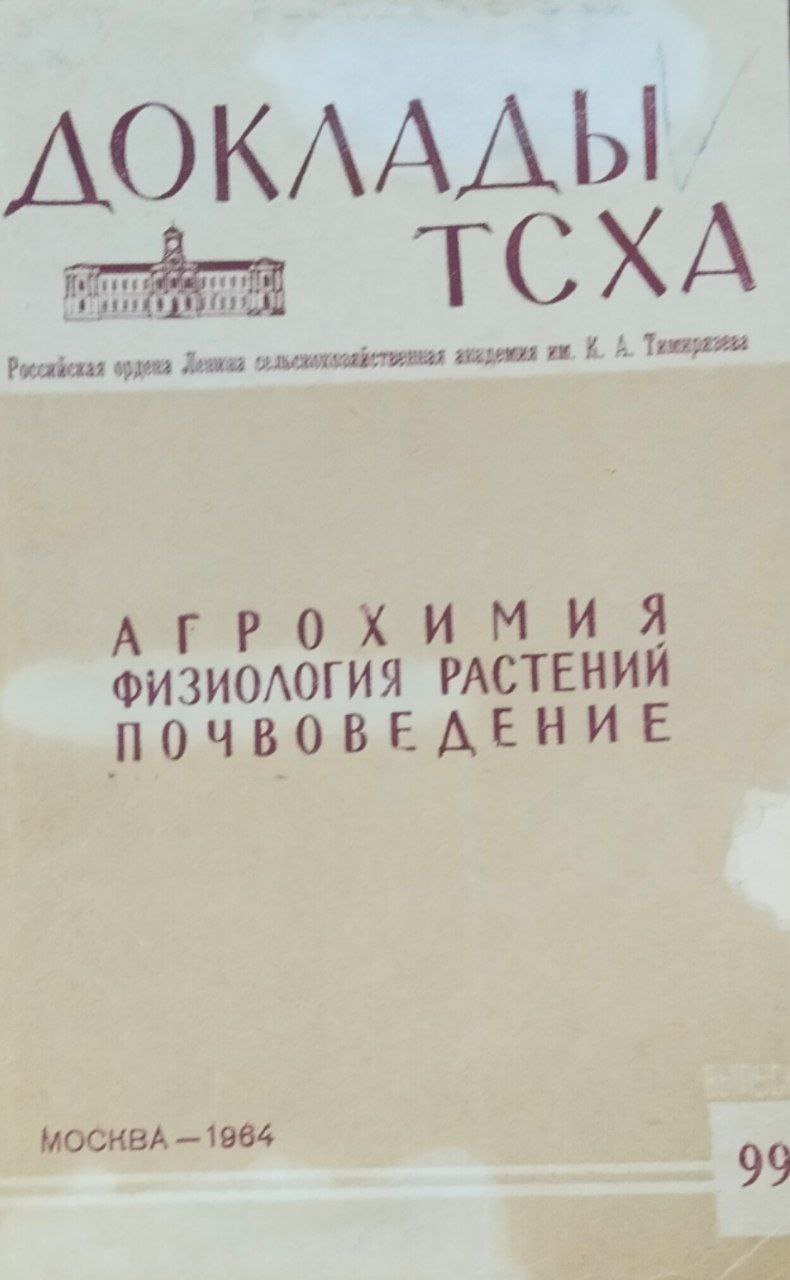 ДОКЛАДЫ
ТСХА
Российская ордена Ленина сельскохозяйственная академия им. К. А. Тимирязева
АГРОХИМИЯ
ФИЗИОЛОГИЯ РАСТЕНИЙ
ПОЧВОВЕДЕНИЕ
МОСКВА — 1964
99